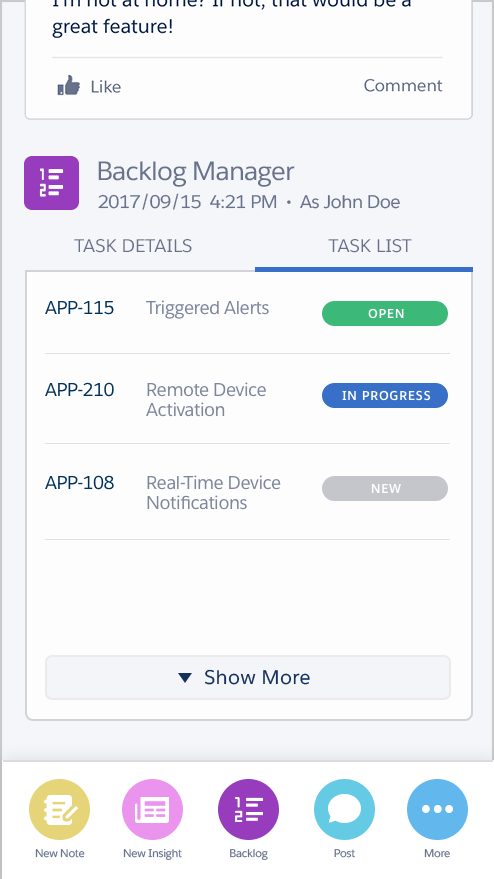 I'm not at home? If not, that would be a
great feature!
Like
Comment
Backlog Manager
2017/09/15 4:21 PM • As John Doe
TASK DETAILS
TASK LIST
APP-115 Triggered Alerts OPEN
APP-210 Remote Device IN PROGRESS
Activation
APP-108 Real-Time Device NEW
Notifications
Show More
New Note
New Insight
Backlog
Post
More